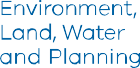 Environment,
Land, Water
and Planning